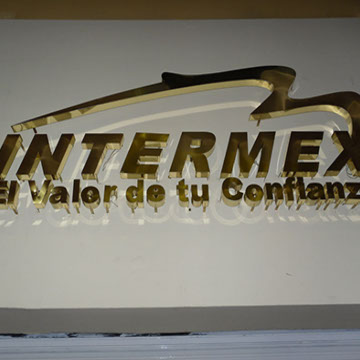 INTERMEX
El Valor de tu Confianz